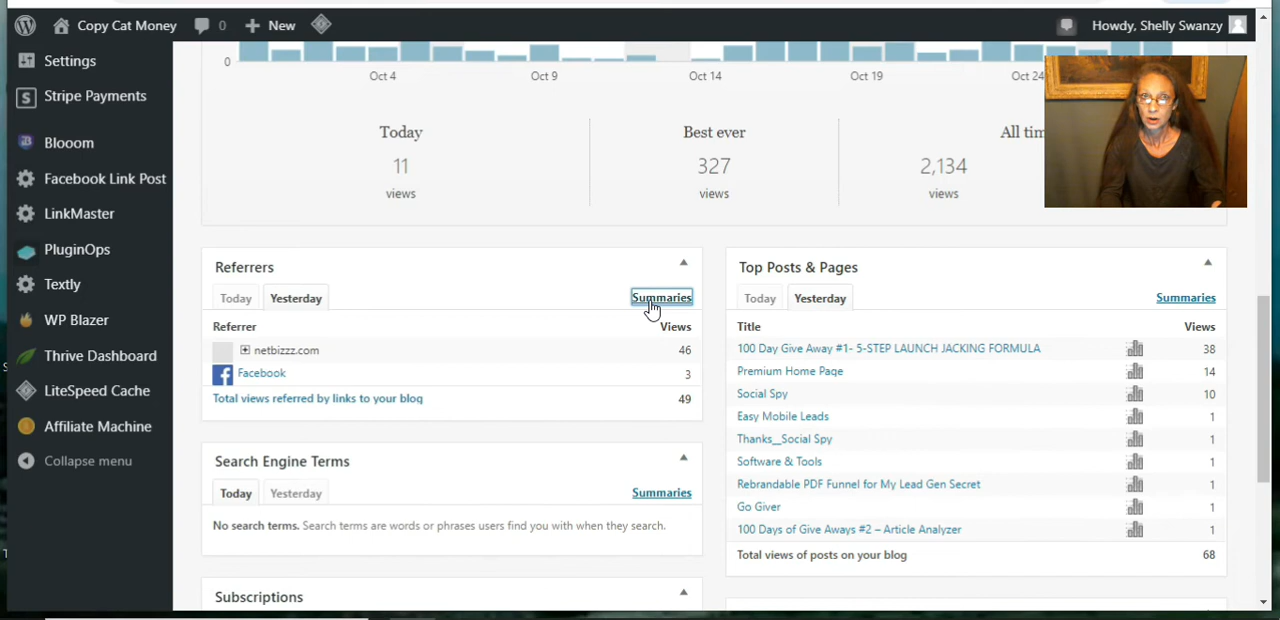 Copy Cat Money 0 New Howdy, Shelly Swanzy
Settings
Stripe Payments
Blooom
Facebook Link Post
LinkMaster
PluginOps
Textly
WP Blazer
Thrive Dashboard
LiteSpeed Cache
Affiliate Machine
Collapse menu
0
Oct 4 Oct 9 Oct 14 Oct 19 Oct 24
Today Best ever All tim
11 327 2,134
views views views
Referrers
Today Yesterday Summaries
Referrer Views
netbizzz.com 46
Facebook 3
Total views referred by links to your blog 49
Search Engine Terms
Today Yesterday Summaries
No search terms. Search terms are words or phrases users find you with when they search.
Subscriptions
Top Posts & Pages
Today Yesterday Summaries
Title Views
100 Day Give Away #1- 5-STEP LAUNCH JACKING FORMULA 38
Premium Home Page 14
Social Spy 10
Easy Mobile Leads 1
Thanks__Social Spy 1
Software & Tools 1
Rebrandable PDF Funnel for My Lead Gen Secret 1
Go Giver 1
100 Days of Give Aways #2 – Article Analyzer 1
Total views of posts on your blog 68